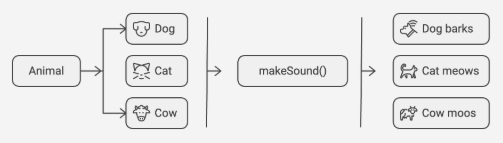 Animal
Dog
Cat
Cow
makeSound()
Dog barks
Cat meows
Cow moos